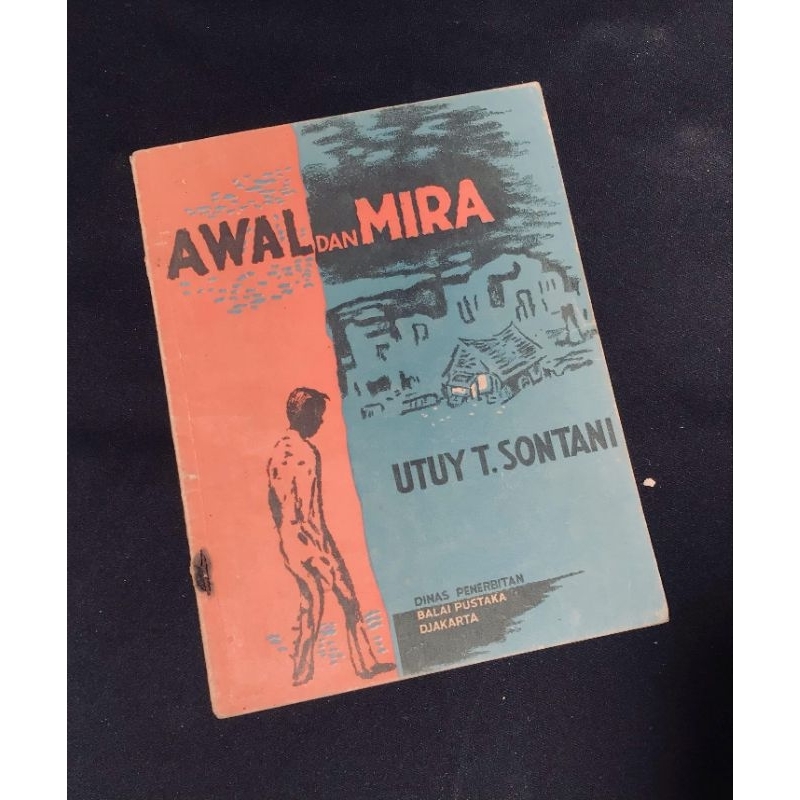 AWAL DAN MIRA
UTUY T. SONTANI
DINAS PENERBITAN
BALAI PUSTAKA
DJAKARTA